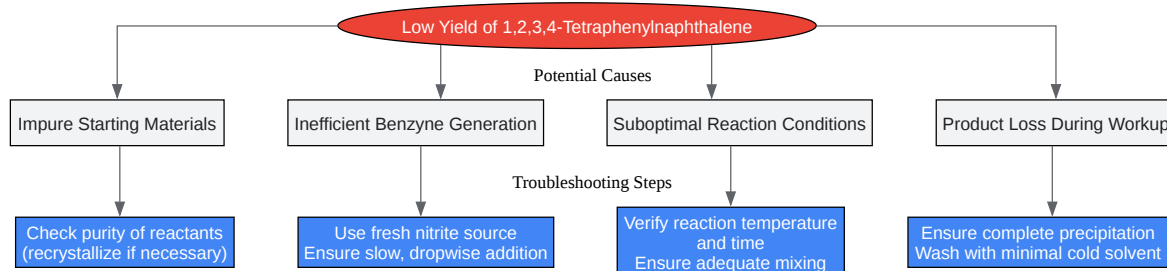 Low Yield of 1,2,3,4-Tetraphenylnaphthalene
Potential Causes
Impure Starting Materials
Inefficient Benzyne Generation
Suboptimal Reaction Conditions
Product Loss During Workup
Troubleshooting Steps
Check purity of reactants
(recrystallize if necessary)
Use fresh nitrite source
Ensure slow, dropwise addition
Verify reaction temperature
and time
Ensure adequate mixing
Ensure complete precipitation
Wash with minimal cold solvent